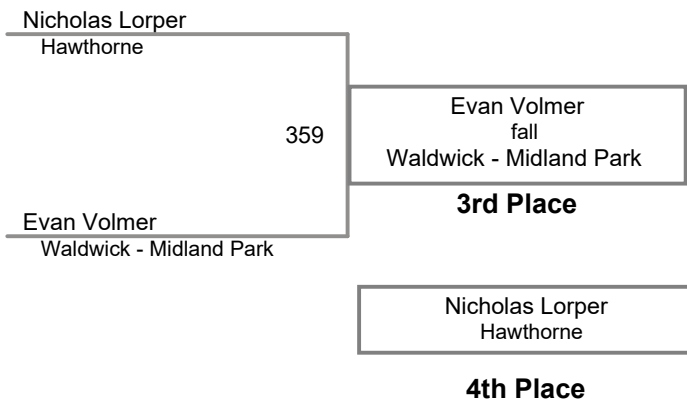 Nicholas Lorper
Hawthorne
359
Evan Volmer
fall
Waldwick - Midland Park
3rd Place
Evan Volmer
Waldwick - Midland Park
Nicholas Lorper
Hawthorne
4th Place